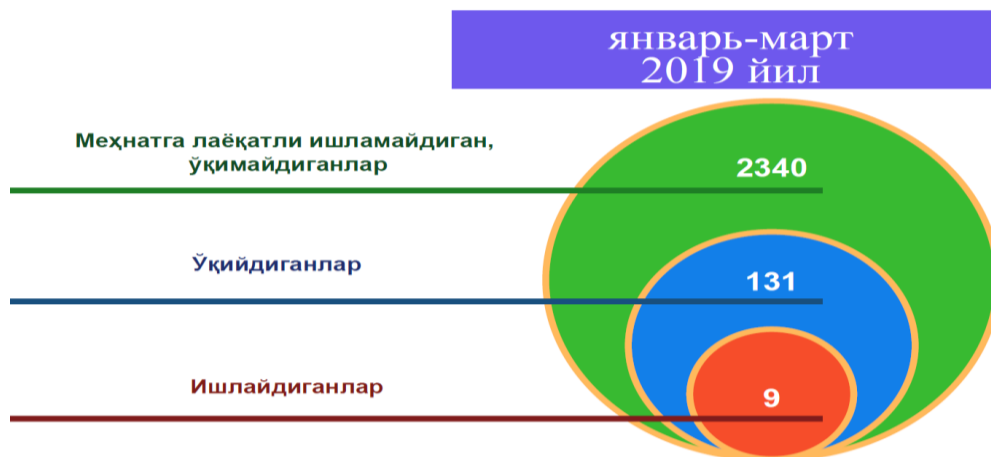 январь-март
2019 йил
Меҳнатга лаёқатли ишламайдиган,
ўқимайдиганлар
2340
Ўқийдиганлар
131
Ишлайдиганлар
9